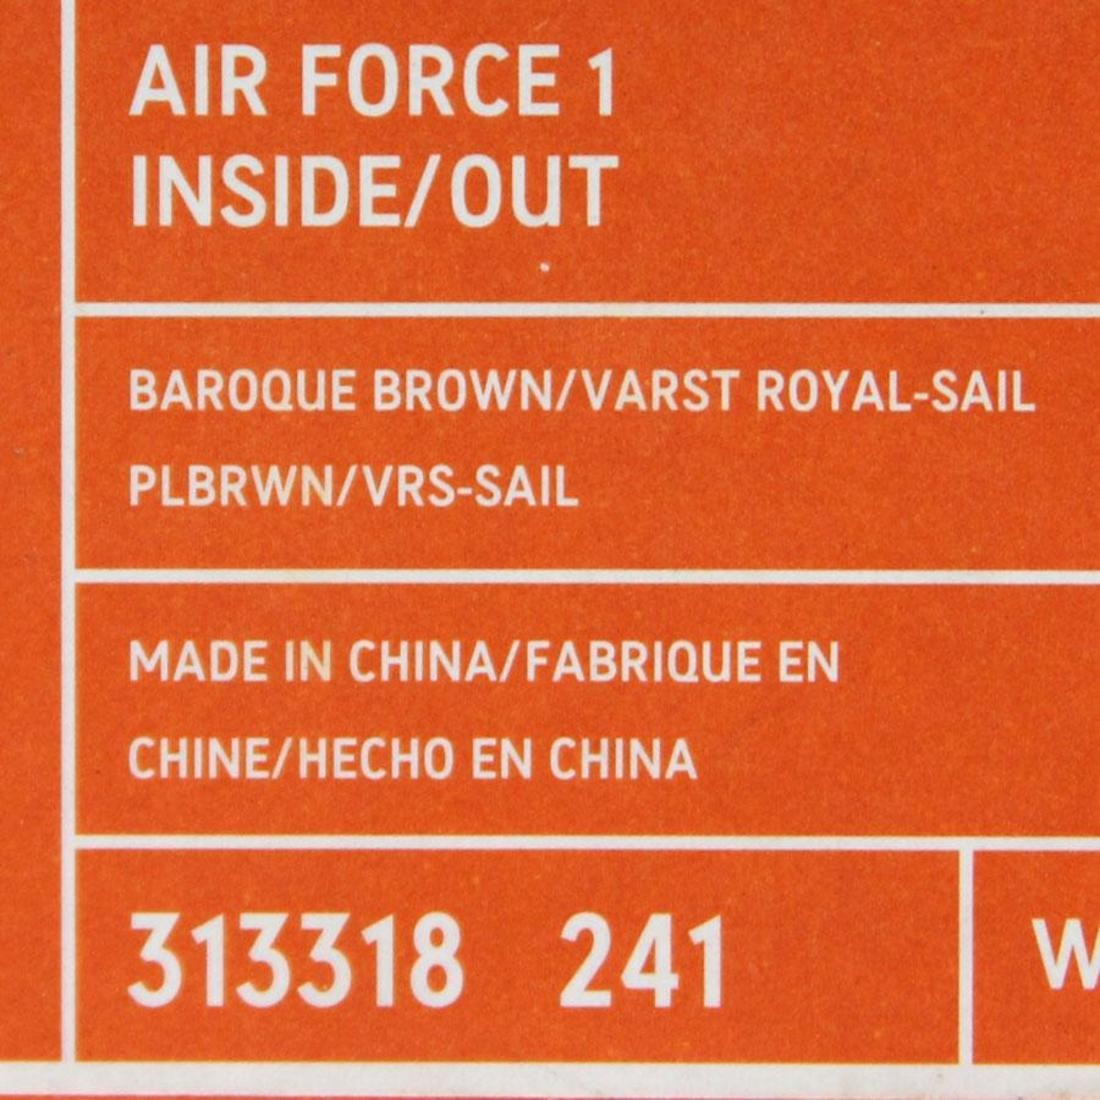 AIR FORCE 1
INSIDE/OUT
BAROQUE BROWN/VARST ROYAL-SAIL
PLBRWN/VRS-SAIL
MADE IN CHINA/FABRIQUE EN
CHINE/HECHO EN CHINA
313318 241 W